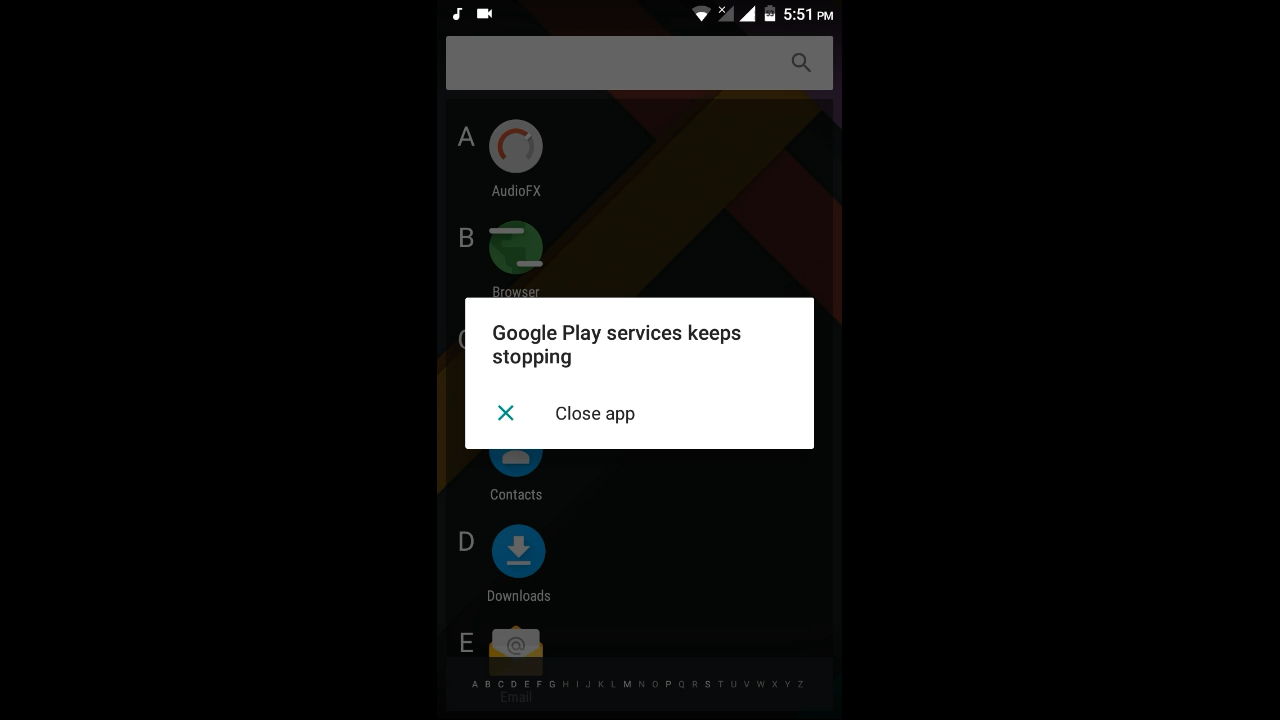 5:51 PM
A
AudioFX
B
Browser
C
Google Play services keeps
stopping
Close app
Contacts
D
Downloads
E
Email
A B C D E F G H I J K L M N O P Q R S T U V W X Y Z